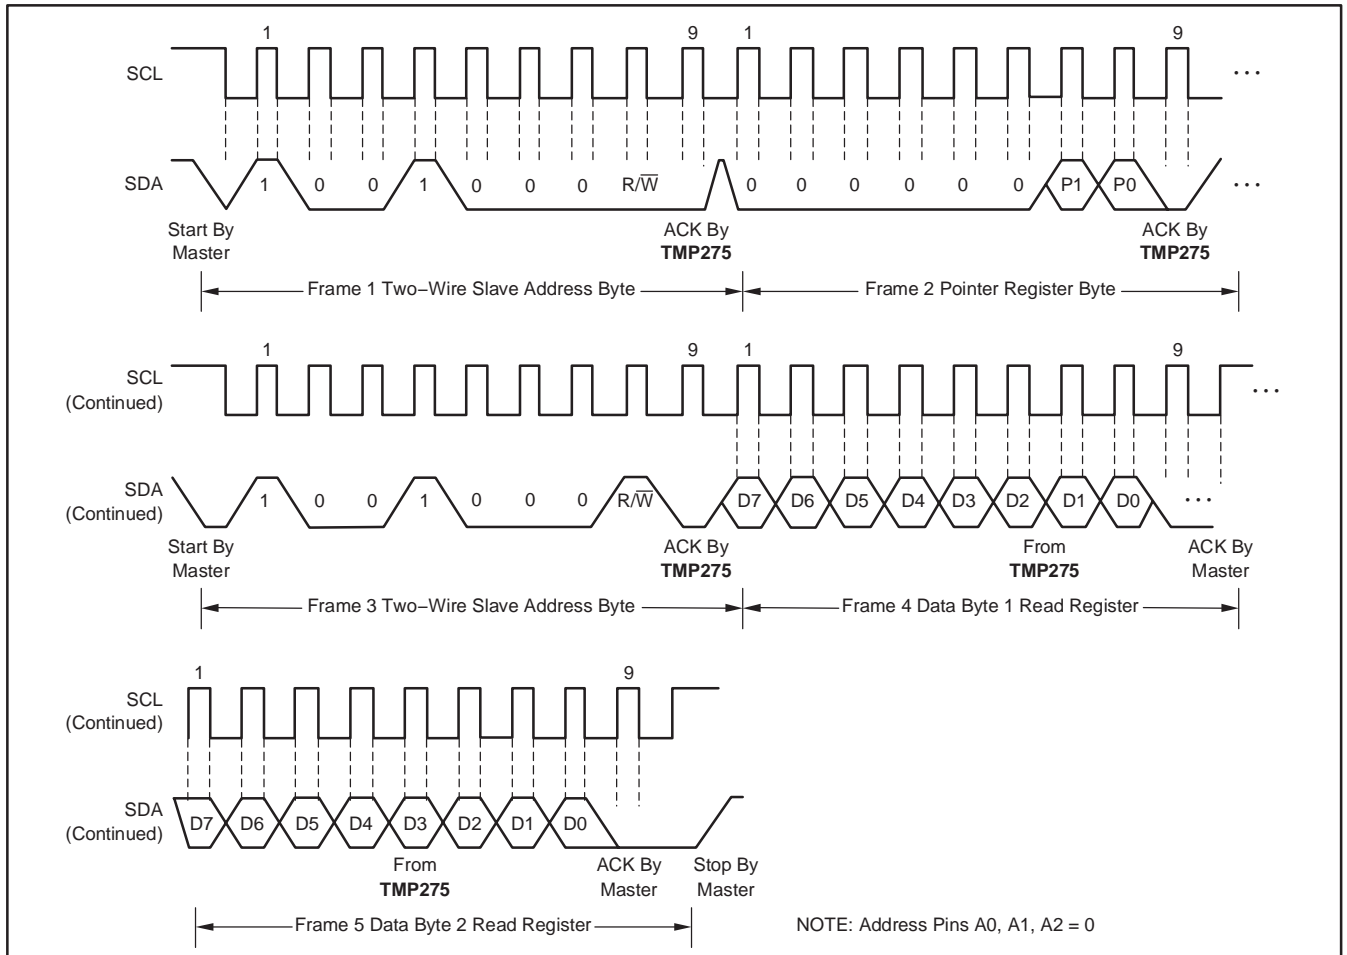 1 9 1 9
SCL ...
SDA 1 0 0 1 0 0 0 R/W̅ 0 0 0 0 0 0 P1 P0 ...
Start By ACK By ACK By
Master TMP275 TMP275
Frame 1 Two−Wire Slave Address Byte Frame 2 Pointer Register Byte
1 9 1 9
SCL
(Continued) ...
SDA
(Continued) 1 0 0 1 0 0 0 R/W̅ D7 D6 D5 D4 D3 D2 D1 D0 ...
Start By ACK By From ACK By
Master TMP275 TMP275 Master
Frame 3 Two−Wire Slave Address Byte Frame 4 Data Byte 1 Read Register
1 9
SCL
(Continued)
SDA
(Continued) D7 D6 D5 D4 D3 D2 D1 D0
From ACK By Stop By
TMP275 Master Master
Frame 5 Data Byte 2 Read Register NOTE: Address Pins A0, A1, A2 = 0